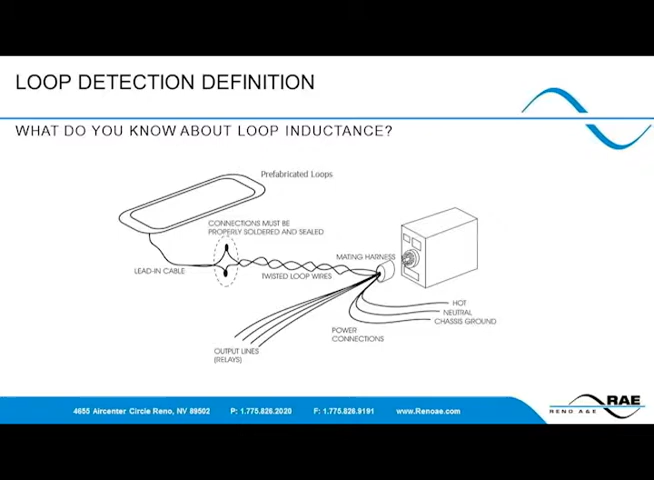 LOOP DETECTION DEFINITION
WHAT DO YOU KNOW ABOUT LOOP INDUCTANCE?
Prefabricated Loops
CONNECTIONS MUST BE
PROPERLY SOLDERED AND SEALED
LEAD-IN CABLE
TWISTED LOOP WIRES
MATING HARNESS
HOT
NEUTRAL
CHASSIS GROUND
POWER
CONNECTIONS
OUTPUT LINES
(RELAYS)
4655 Aircenter Circle Reno, NV 89502 P: 1.775.826.2020 F: 1.775.826.9191 www.Renoae.com
RAE
RENO A & E